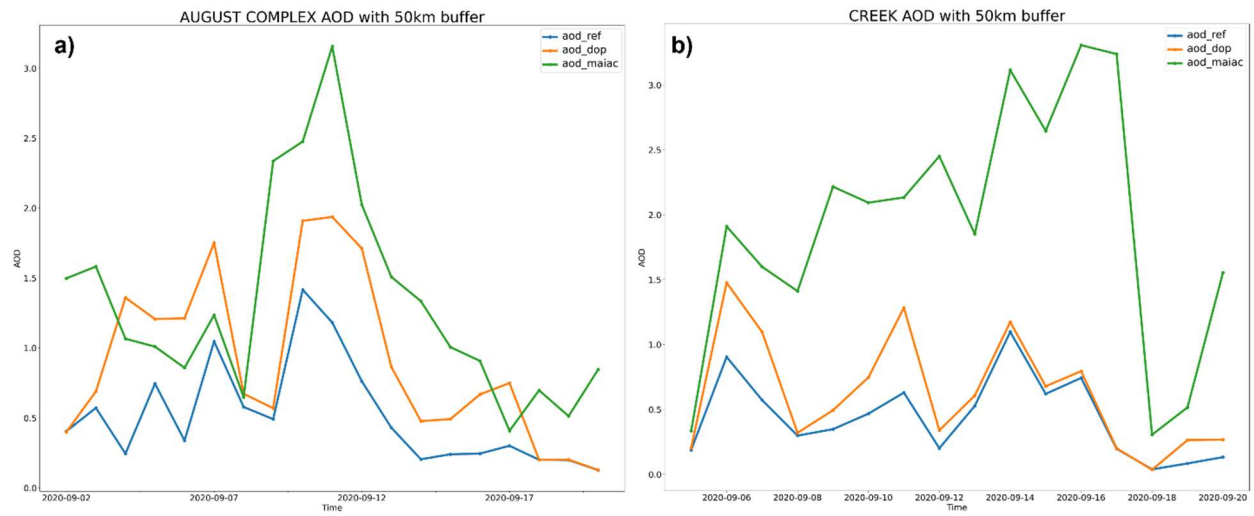 AUGUST COMPLEX AOD with 50km buffer
a)
aod_ref
aod_dop
aod_maiac
3.0
2.5
2.0
1.5
1.0
0.5
0.0
AOD
2020-09-02 2020-09-07 2020-09-12 2020-09-17
Time
CREEK AOD with 50km buffer
b)
aod_ref
aod_dop
aod_maiac
3.0
2.5
2.0
1.5
1.0
0.5
0.0
AOD
2020-09-06 2020-09-08 2020-09-10 2020-09-12 2020-09-14 2020-09-16 2020-09-18 2020-09-20
Time